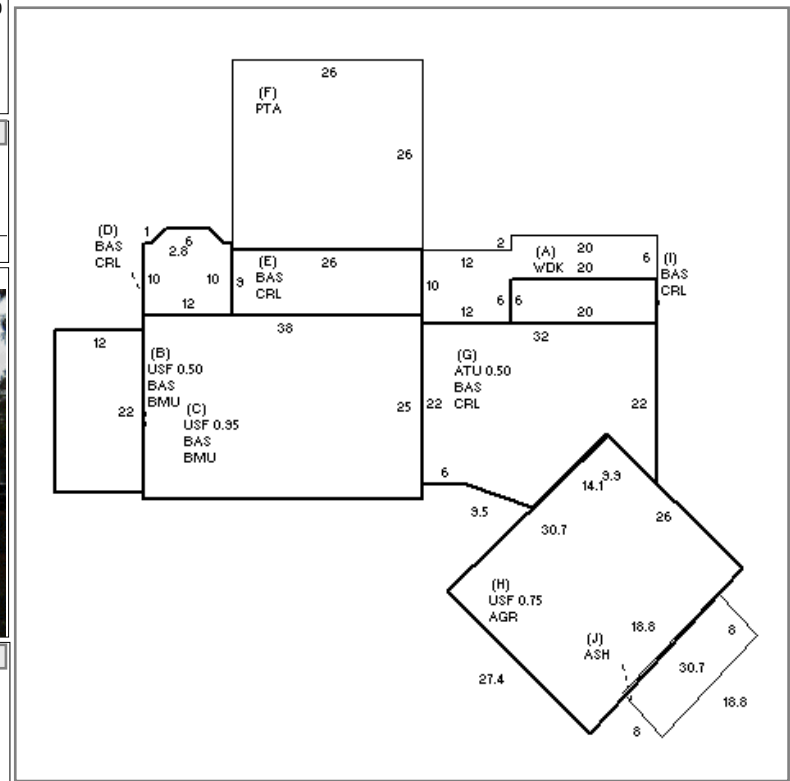 26
(F)
PTA
26
(D)
BAS
CRL
1
6
2.8
10
10
12
9
(E)
BAS
CRL
26
2
12
10
12
(A)
WDK
20
20
6
6
6
20
(I)
BAS
CRL
38
32
12
22
(B)
USF 0.50
BAS
BMU
(C)
USF 0.95
BAS
BMU
25
22
(G)
ATU 0.50
BAS
CRL
22
6
9.5
14.1
9.9
30.7
26
(H)
USF 0.75
AGR
27.4
(J)
ASH
18.8
30.7
8
18.8
8